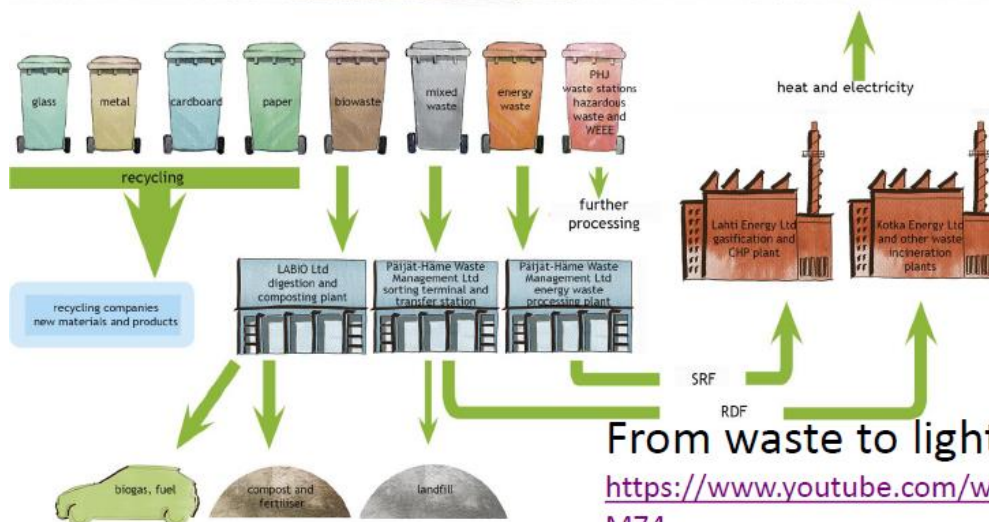 glass
metal
cardboard
paper
biowaste
mixed
waste
energy
waste
PHJ
waste stations
hazardous
waste and
WEEE
heat and electricity
recycling
further
processing
Lahti Energy Ltd
gasification and
CHP plant
Kotka Energy Ltd
and other waste
incineration
plants
LABIO Ltd
digestion and
composting plant
Päijät-Häme Waste
Management Ltd
sorting terminal and
transfer station
Päijät-Häme Waste
Management Ltd
energy waste
processing plant
recycling companies
new materials and products
SRF
RDF
biogas, fuel
compost and
fertiliser
landfill
From waste to light
https://www.youtube.com/w